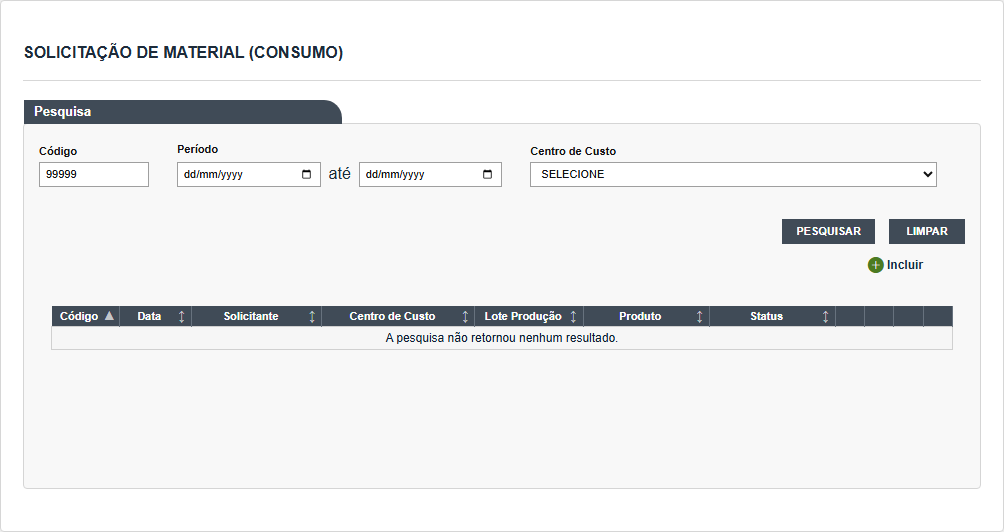 SOLICITAÇÃO DE MATERIAL (CONSUMO)
Pesquisa
Código Período Centro de Custo
99999 dd/mm/yyyy até dd/mm/yyyy SELECIONE
PESQUISAR LIMPAR
Incluir
Código Data Solicitante Centro de Custo Lote Produção Produto Status
A pesquisa não retornou nenhum resultado.